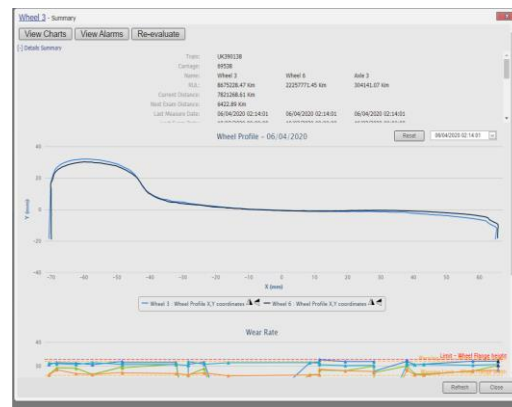 Wheel 3 - Summary
View Charts View Alarms Re-evaluate
[-] Details Summary
Train: UK390138
Carriage: 69538
Name: Wheel 3 Wheel 6 Axle 3
RUL: 8675228.47 Km 22257771.45 Km 304141.07 Km
Current Distance: 7821268.61 Km
Next Exam Distance: 6422.89 Km
Last Measure Date: 06/04/2020 02:14:01 06/04/2020 02:14:01 06/04/2020 02:14:01
Wheel Profile - 06/04/2020
Reset 06/04/2020 02:14:01
40
20
0
-20
-40
Y (mm)
-70 -60 -50 -40 -30 -20 -10 0 10 20 30 40 50 60
X (mm)
Wheel 3 : Wheel Profile X,Y coordinates Wheel 6 : Wheel Profile X,Y coordinates
Wear Rate
40
Limit - Wheel Flange height
30
Refresh Close